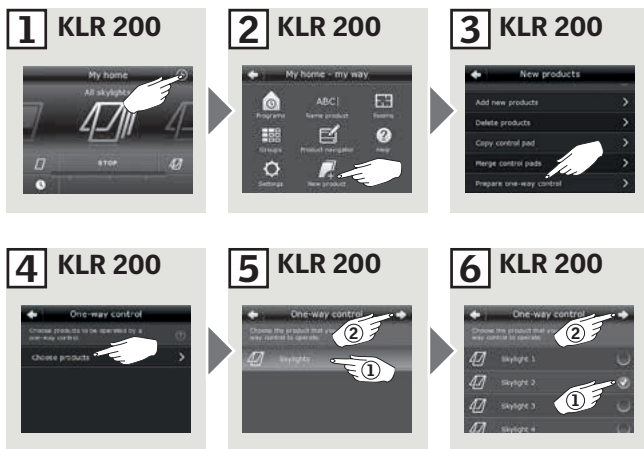 1 KLR 200
My home
All skylights
STOP
2 KLR 200
My home - my way
Programs
ABC|
Name product
Rooms
Groups
Product navigator
? Help
Settings
New product
3 KLR 200
New products
Add new products
Delete products
Copy control pad
Merge control pads
Prepare one-way control
4 KLR 200
One-way control
Choose products to be operated by a
one-way control.
?
Choose products
5 KLR 200
One-way control
Choose the product that you
way control to operate.
Skylights
②
①
6 KLR 200
One-way control
Choose the product that you
way control to operate.
Skylight 1
Skylight 2
Skylight 3
Skylight 4
②
①